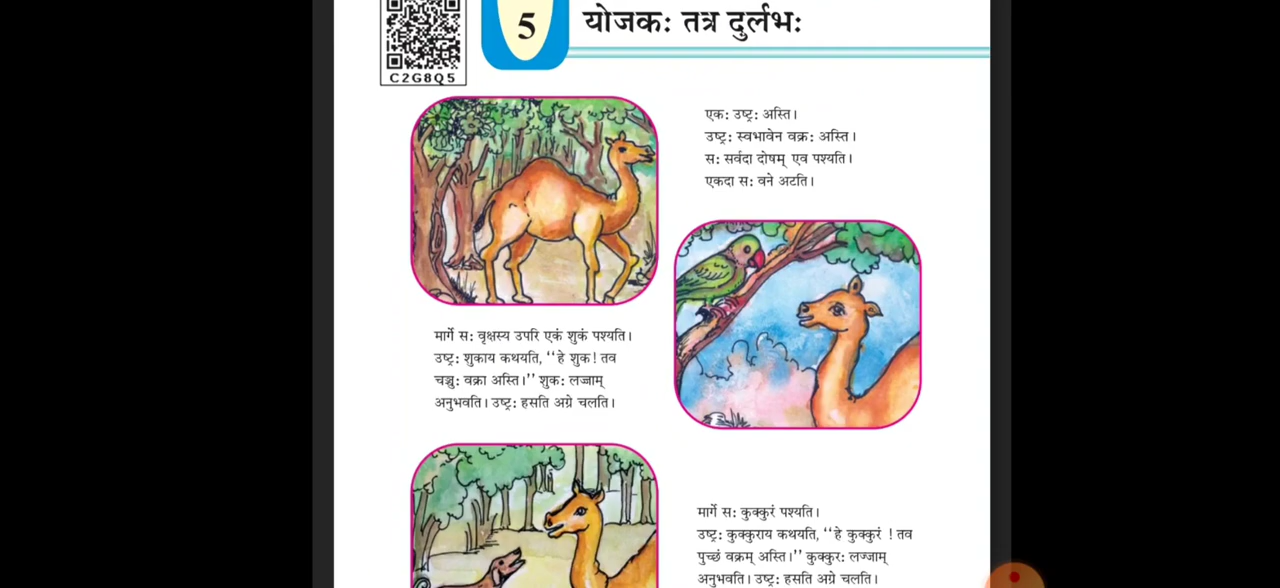 C2G8Q5
5
योजकः तत्र दुर्लभः
एकः उष्ट्रः अस्ति।
उष्ट्रः स्वभावेन वक्रः अस्ति।
सः सर्वदा दोषम् एव पश्यति।
एकदा सः वने अटति।
मार्गे सः वृक्षस्य उपरि एकं शुकं पश्यति।
उष्ट्रः शुकाय कथयति, “हे शुक! तव
चञ्चुः वक्रा अस्ति।” शुकः लज्जाम्
अनुभवति। उष्ट्रः हसति अग्रे चलति।
मार्गे सः कुक्कुरं पश्यति।
उष्ट्रः कुक्कुराय कथयति, “हे कुक्कुरं ! तव
पुच्छं वक्रम् अस्ति।” कुक्कुरः लज्जाम्
अनुभवति। उष्ट्रः हसति अग्रे चलति।